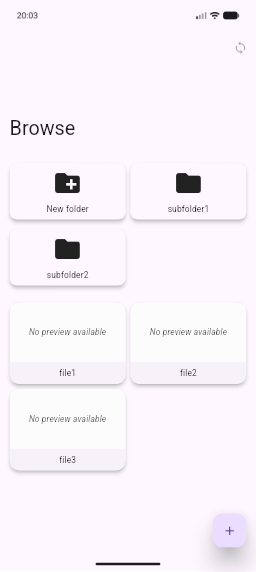 20:03
Browse
New folder
subfolder1
subfolder2
No preview available
No preview available
file1
file2
No preview available
file3